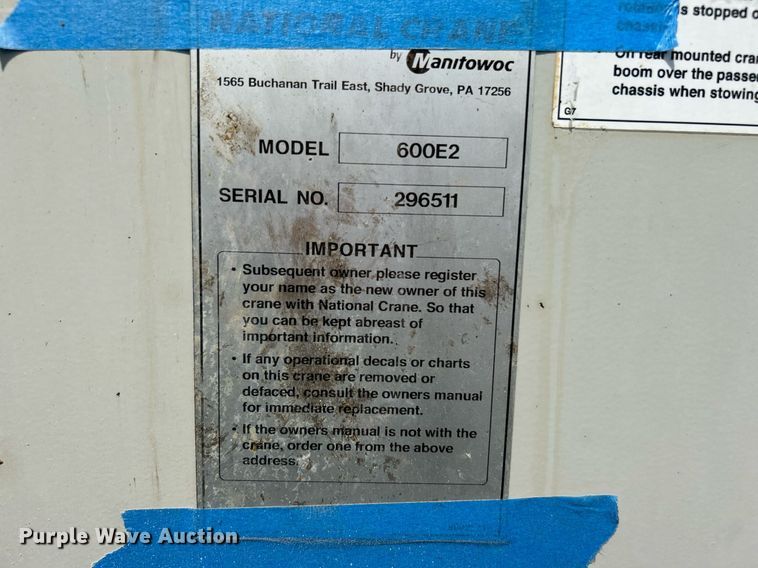 NATIONAL CRANE
by Manitowoc
1565 Buchanan Trail East, Shady Grove, PA 17256
MODEL 600E2
SERIAL NO. 296511
IMPORTANT
• Subsequent owner please register
your name as the new owner of this
crane with National Crane. So that
you can be kept abreast of
important information.
• If any operational decals or charts
on this crane are removed or
defaced, consult the owners manual
for immediate replacement.
• If the owners manual is not with the
crane, order one from the above
address.
is stopped
chassis
• On rear mounted
boom over the
chassis when stowing
G7
Purple Wave Auction